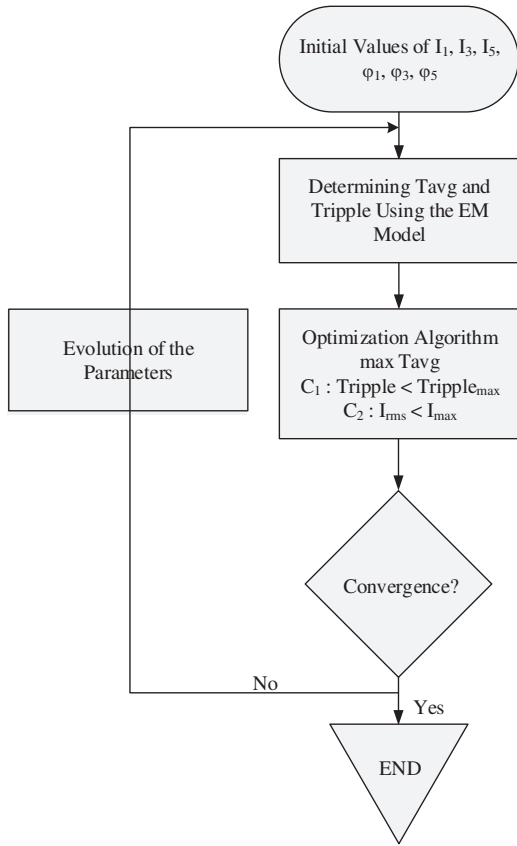 Initial Values of I₁, I₃, I₅,
φ₁, φ₃, φ₅
Determining Tavg and
Tripple Using the EM
Model
Evolution of the
Parameters
Optimization Algorithm
max Tavg
C₁ : Tripple < Tripplemax
C₂ : Irms < Imax
Convergence?
No
Yes
END